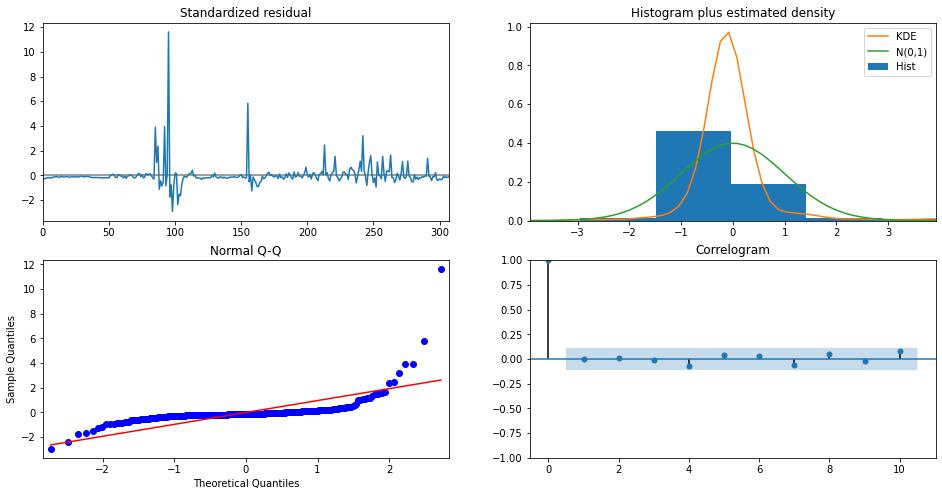 Standardized residual
12
10
8
6
4
2
0
−2
0 50 100 150 200 250 300
Histogram plus estimated density
1.0
0.8
0.6
0.4
0.2
0.0
−3 −2 −1 0 1 2 3
KDE
N(0,1)
Hist
Normal Q-Q
Sample Quantiles
12
10
8
6
4
2
0
−2
−2 −1 0 1 2
Theoretical Quantiles
Correlogram
1.00
0.75
0.50
0.25
0.00
−0.25
−0.50
−0.75
−1.00
0 2 4 6 8 10